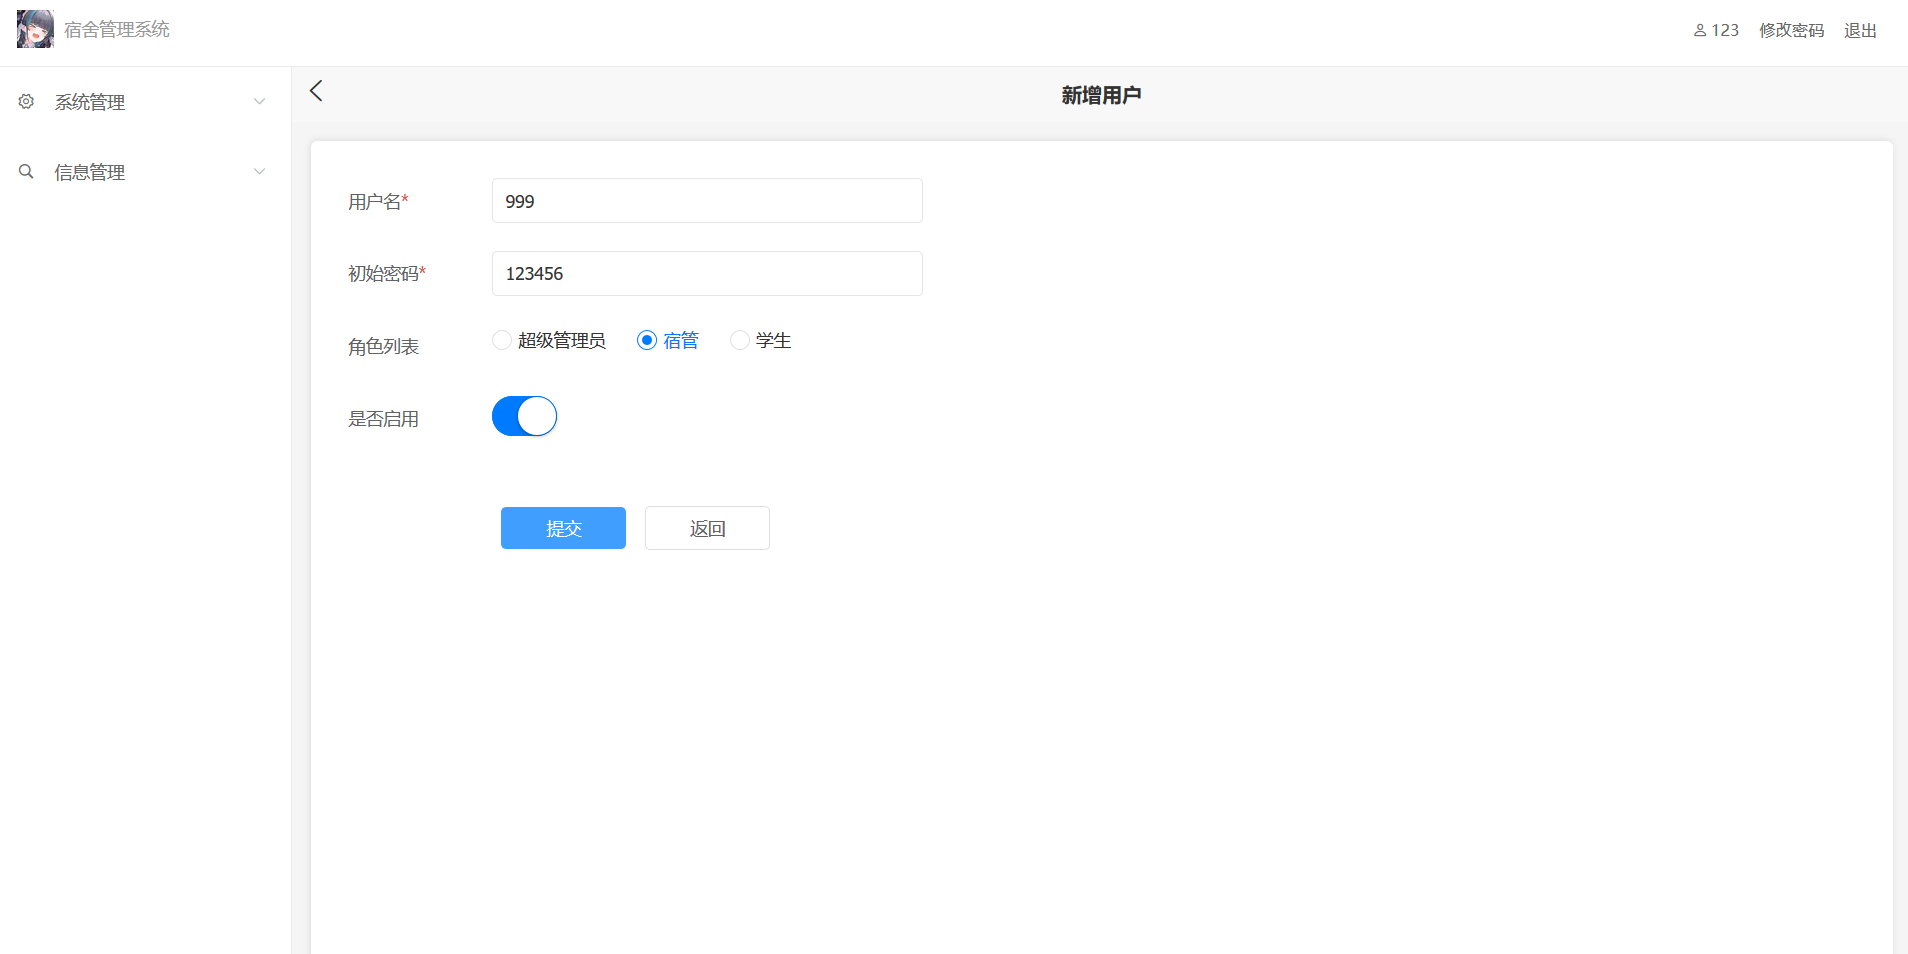 宿舍管理系统
123 修改密码 退出
系统管理
信息管理
新增用户
用户名* 999
初始密码* 123456
角色列表 超级管理员 宿管 学生
是否启用
提交 返回